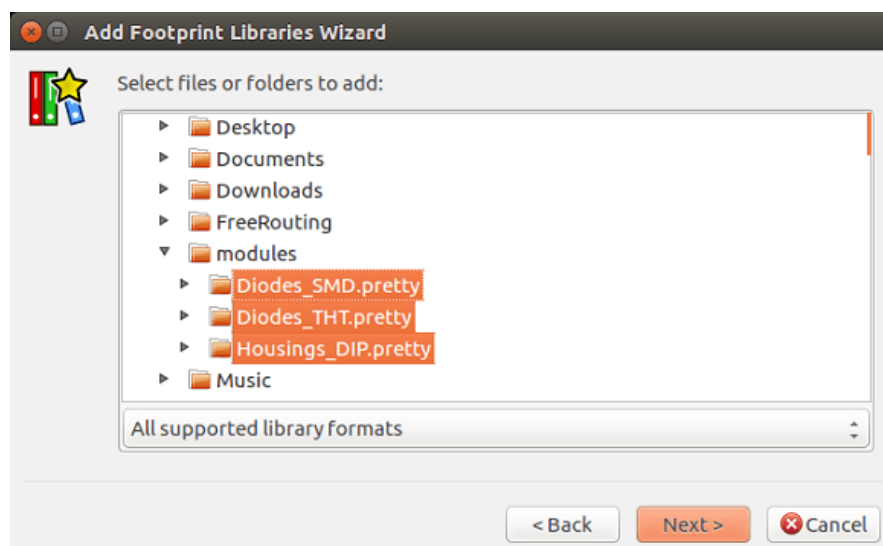 Add Footprint Libraries Wizard
Select files or folders to add:
Desktop
Documents
Downloads
FreeRouting
modules
Diodes_SMD.pretty
Diodes_THT.pretty
Housings_DIP.pretty
Music
All supported library formats
< Back Next > Cancel